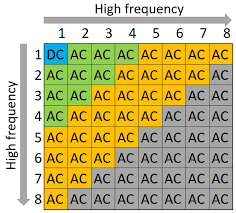 High frequency
1 2 3 4 5 6 7 8
High frequency
1 DC AC AC AC AC AC AC AC
2 AC AC AC AC AC AC AC AC
3 AC AC AC AC AC AC AC AC
4 AC AC AC AC AC AC AC AC
5 AC AC AC AC AC AC AC AC
6 AC AC AC AC AC AC AC AC
7 AC AC AC AC AC AC AC AC
8 AC AC AC AC AC AC AC AC